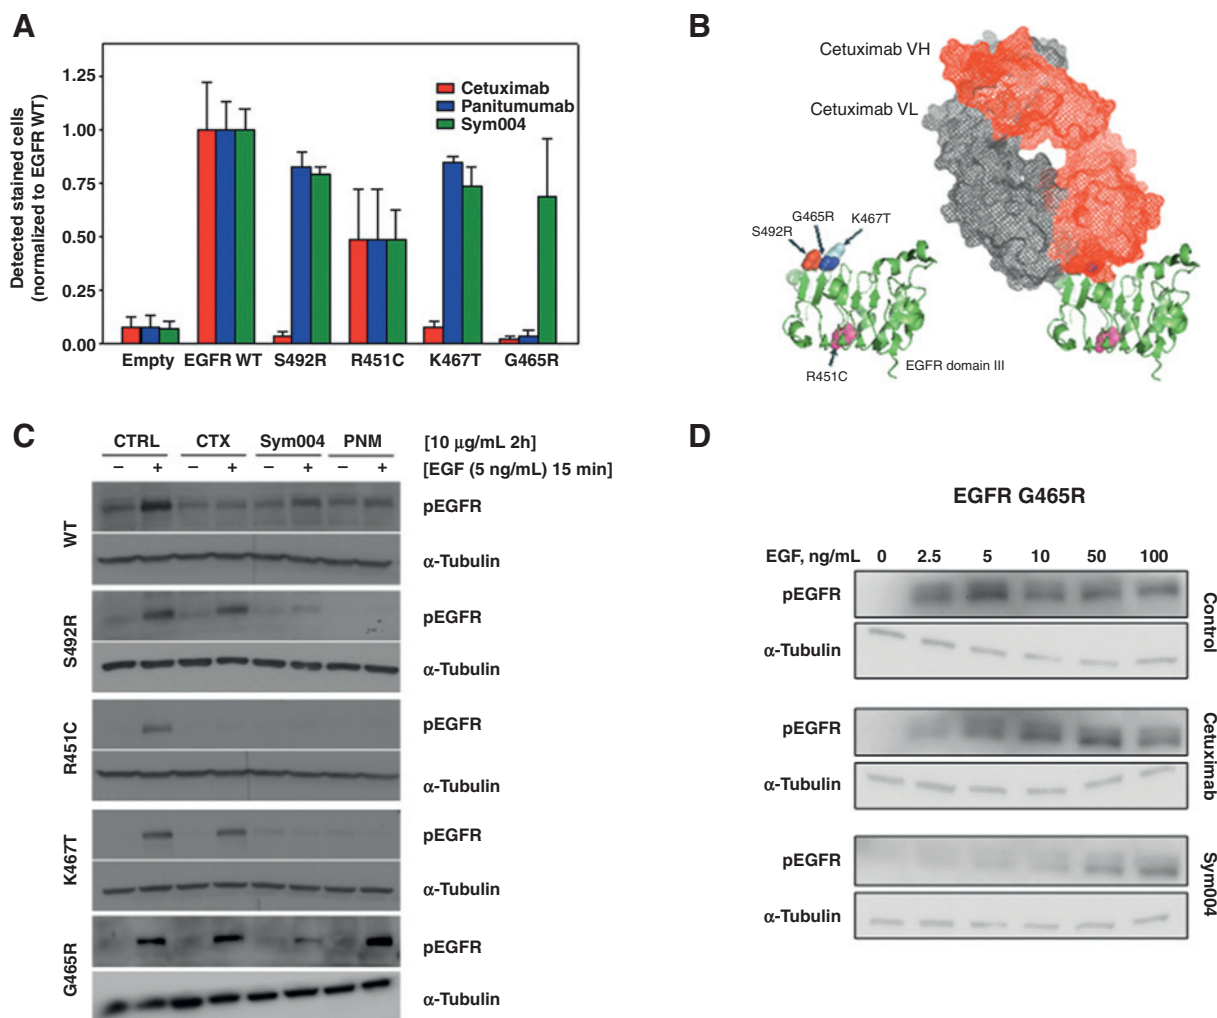 A
Detected stained cells
(normalized to EGFR WT)
1.25
1.00
0.75
0.50
0.25
0.00
Cetuximab
Panitumumab
Sym004
Empty EGFR WT S492R R451C K467T G465R
B
Cetuximab VH
Cetuximab VL
G465R
S492R
K467T
R451C
EGFR domain III
C
CTRL CTX Sym004 PNM [10 μg/mL 2h]
– + – + – + – + [EGF (5 ng/mL) 15 min]
WT
pEGFR
α-Tubulin
S492R
pEGFR
α-Tubulin
R451C
pEGFR
α-Tubulin
K467T
pEGFR
α-Tubulin
G465R
pEGFR
α-Tubulin
D
EGFR G465R
EGF, ng/mL 0 2.5 5 10 50 100
pEGFR
α-Tubulin
Control
pEGFR
α-Tubulin
Cetuximab
pEGFR
α-Tubulin
Sym004